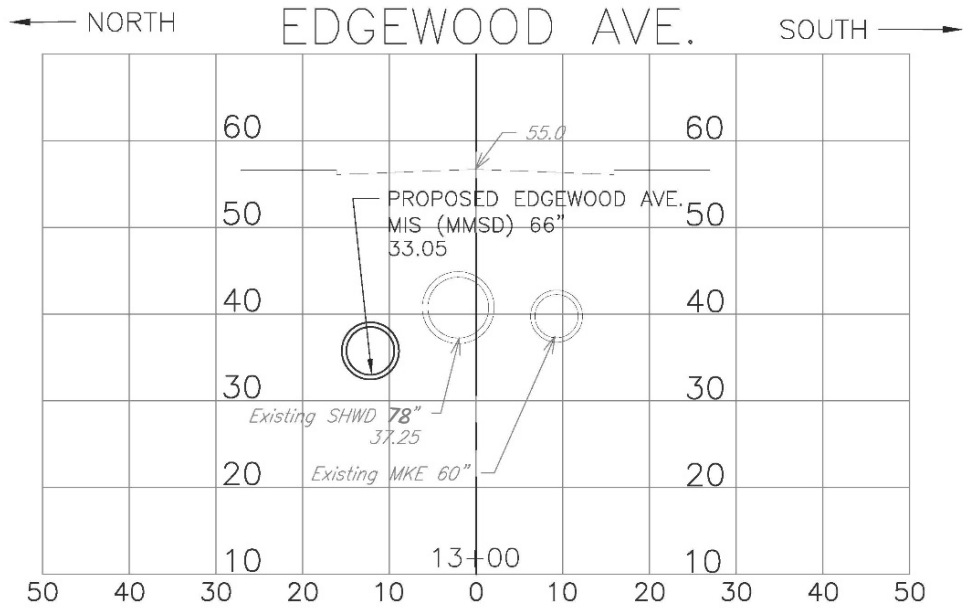 NORTH
EDGEWOOD AVE.
SOUTH
60
60
55.0
PROPOSED EDGEWOOD AVE.
MIS (MMSD) 66"
33.05
50
50
40
40
30
30
Existing SHWD 78"
37.25
Existing MKE 60"
20
20
10
13+00
10
50 40 30 20 10 0 10 20 30 40 50